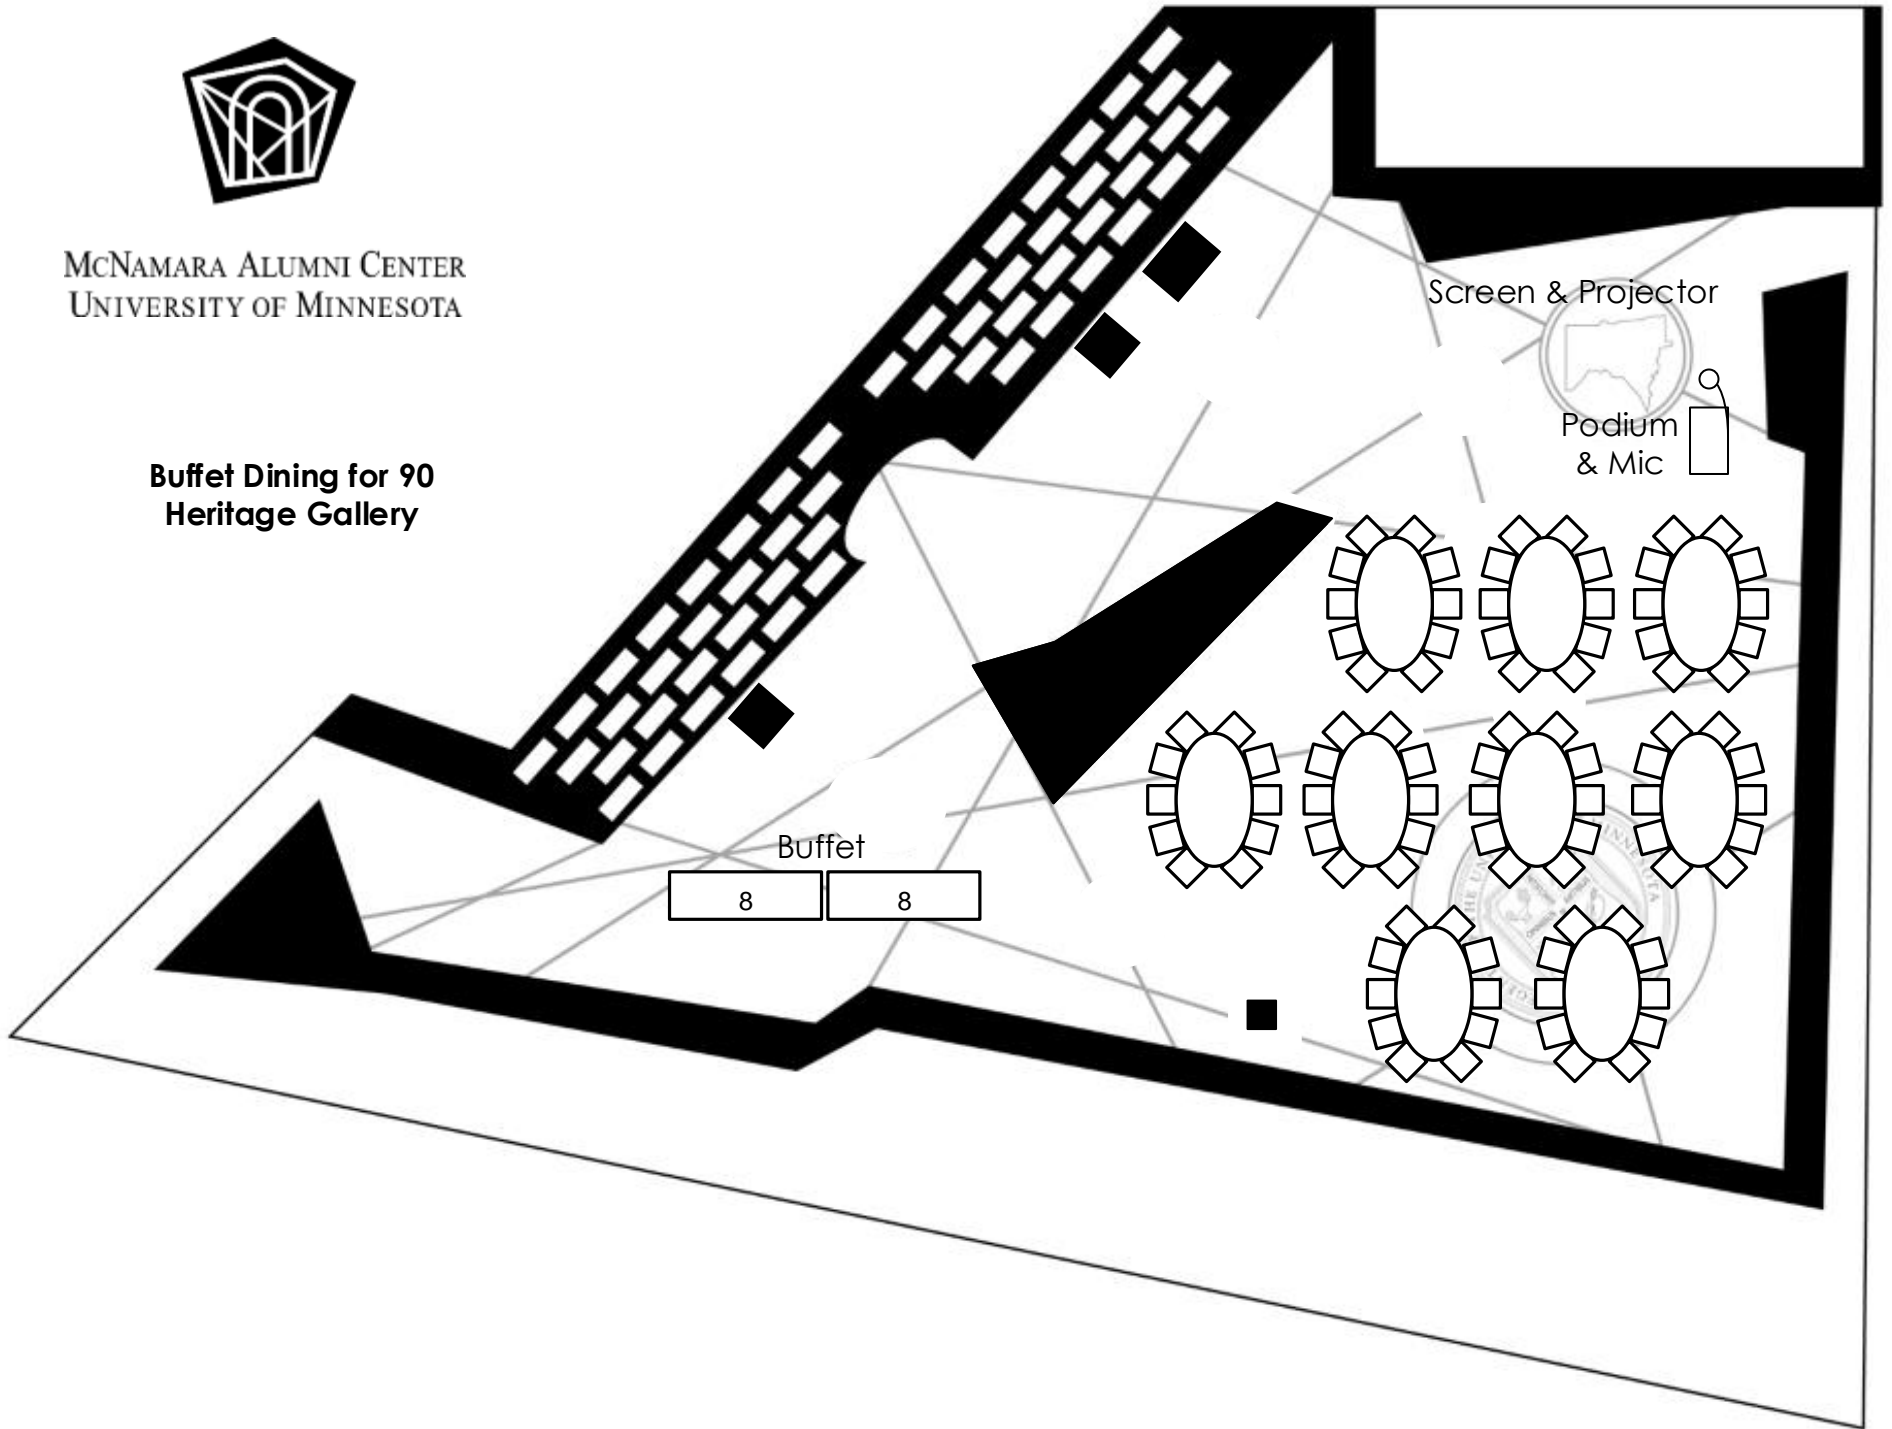 MCNAMARA ALUMNI CENTER
UNIVERSITY OF MINNESOTA
Buffet Dining for 90
Heritage Gallery
Screen & Projector
Podium
& Mic
Buffet
8 8